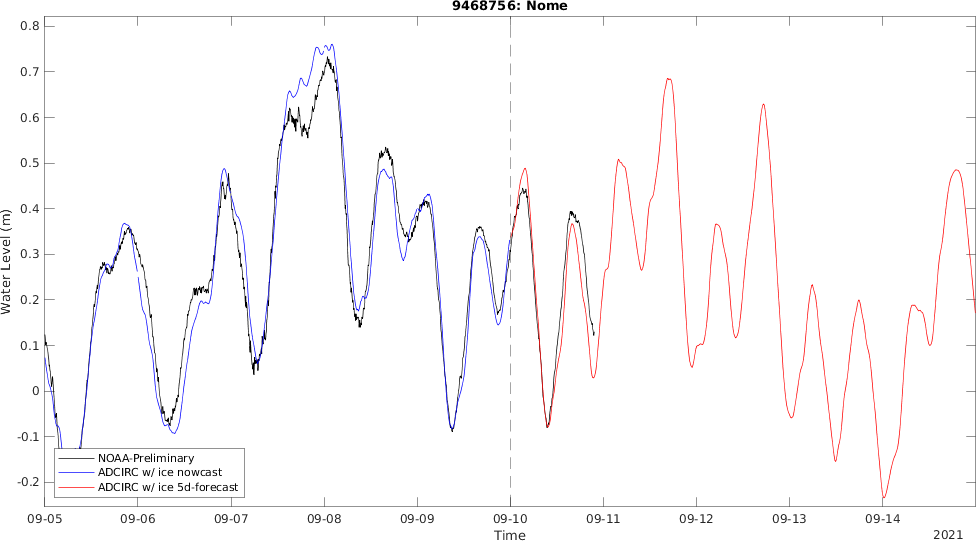 9468756: Nome
0.8
0.7
0.6
0.5
0.4
0.3
0.2
0.1
0
-0.1
-0.2
Water Level (m)
NOAA-Preliminary
ADCIRC w/ ice nowcast
ADCIRC w/ ice 5d-forecast
09-05 09-06 09-07 09-08 09-09 09-10 09-11 09-12 09-13 09-14
Time
2021